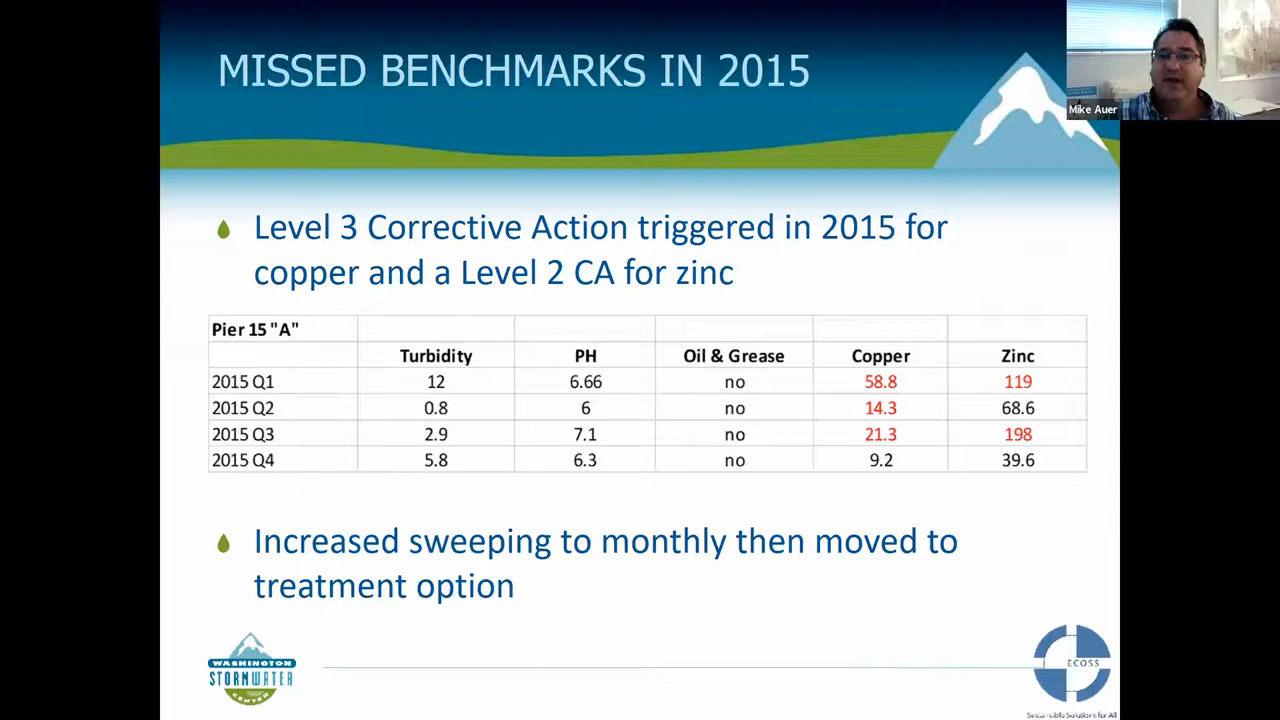 MISSED BENCHMARKS IN 2015
Mike Auer
Level 3 Corrective Action triggered in 2015 for
copper and a Level 2 CA for zinc
Pier 15 "A"
Turbidity PH Oil & Grease Copper Zinc
2015 Q1 12 6.66 no 58.8 119
2015 Q2 0.8 6 no 14.3 68.6
2015 Q3 2.9 7.1 no 21.3 198
2015 Q4 5.8 6.3 no 9.2 39.6
Increased sweeping to monthly then moved to
treatment option
WASHINGTON
STORMWATER
CENTER
ECOSS
Sustainable Solutions for All